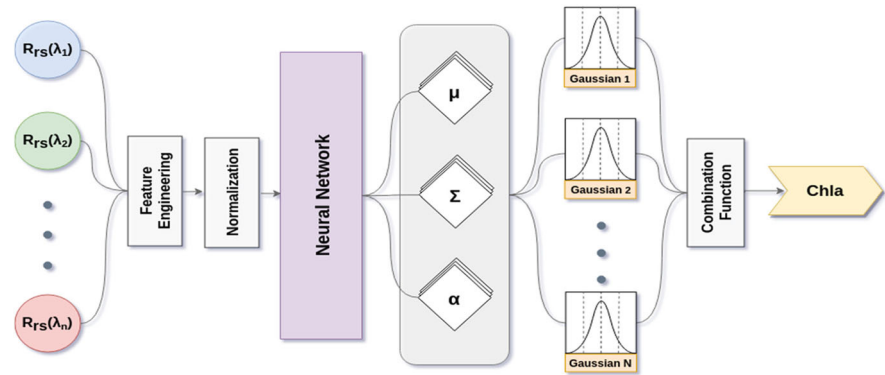 Rrs(λ1)
Rrs(λ2)
Rrs(λn)
Feature
Engineering
Normalization
Neural Network
μ
Σ
α
Gaussian 1
Gaussian 2
Gaussian N
Combination
Function
Chla